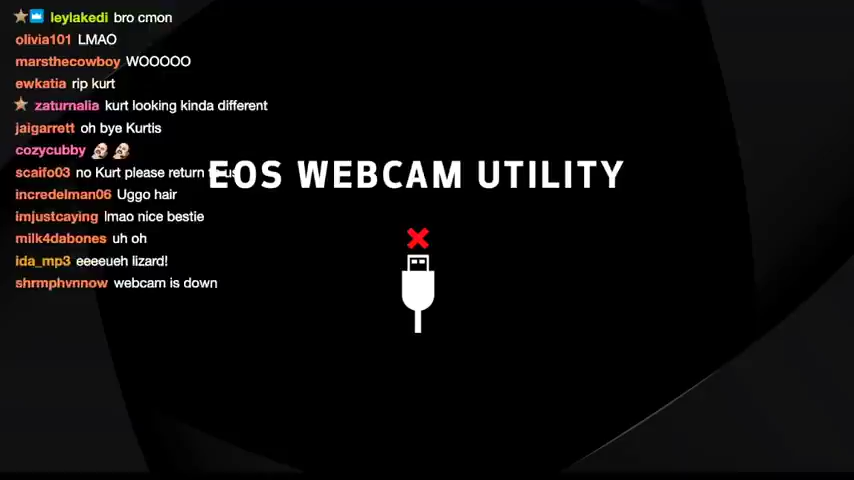 leylakedi bro cmon
olivia101 LMAO
marsthecowboy WOOOOO
ewkatia rip kurt
zaturnalia kurt looking kinda different
jaigarrett oh bye Kurtis
cozycubby
scaifo03 no Kurt please return to us
EOS WEBCAM UTILITY
incredelman06 Uggo hair
imjustcaying lmao nice bestie
milk4dabones uh oh
ida_mp3 eeeeueh lizard!
shrmphvnnow webcam is down